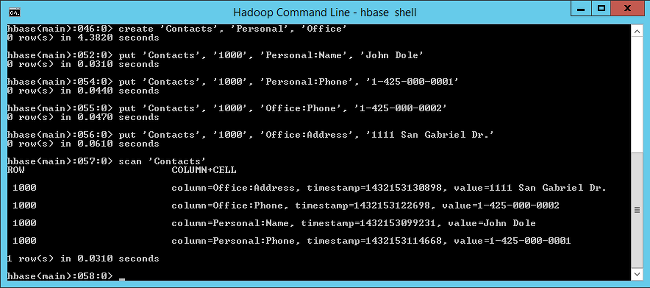 Hadoop Command Line - hbase shell
hbase(main):046:0> create 'Contacts', 'Personal', 'Office'
0 row(s) in 4.3820 seconds
hbase(main):052:0> put 'Contacts', '1000', 'Personal:Name', 'John Dole'
0 row(s) in 0.0310 seconds
hbase(main):054:0> put 'Contacts', '1000', 'Personal:Phone', '1-425-000-0001'
0 row(s) in 0.0440 seconds
hbase(main):055:0> put 'Contacts', '1000', 'Office:Phone', '1-425-000-0002'
0 row(s) in 0.0470 seconds
hbase(main):056:0> put 'Contacts', '1000', 'Office:Address', '1111 San Gabriel Dr.'
0 row(s) in 0.0610 seconds
hbase(main):057:0> scan 'Contacts'
ROW COLUMN+CELL
1000 column=Office:Address, timestamp=1432153130898, value=1111 San Gabriel Dr.
1000 column=Office:Phone, timestamp=1432153122698, value=1-425-000-0002
1000 column=Personal:Name, timestamp=1432153099231, value=John Dole
1000 column=Personal:Phone, timestamp=1432153114668, value=1-425-000-0001
1 row(s) in 0.0310 seconds
hbase(main):058:0> _